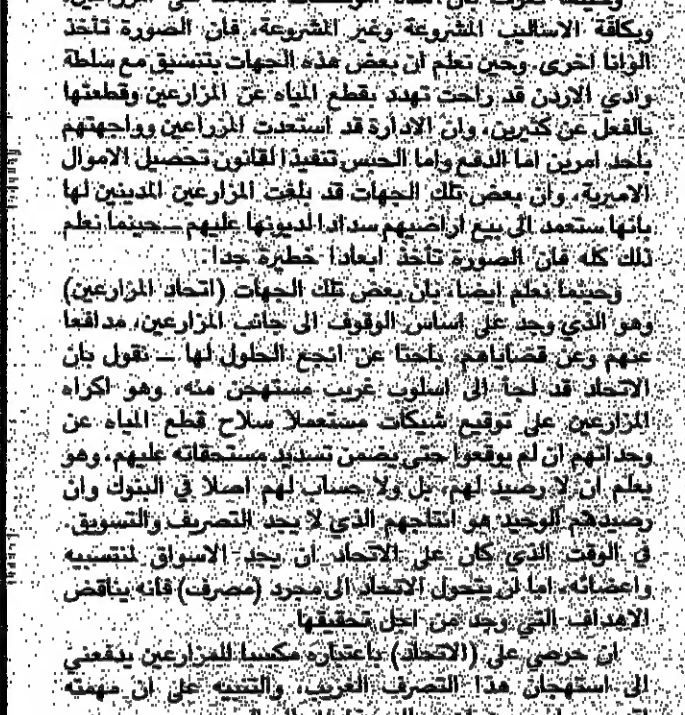 وبكافة الاساليب المشروعة وغير المشروعة، فان الصورة تأخذ
الوانا اخرى. وحين تعلم ان بعض هذه الجهات بتنسيق مع سلطة
وادي الاردن قد راحت تهدد بقطع المياه عن المزارعين وقطعتها
بالفعل عن كثيرين، وان الادارة قد استعدت المزراعين وواجهتهم
بأحد امرين اما الدفع واما الحبس تنفيذا لقانون تحصيل الاموال
الاميرية، وان بعض تلك الجهات قد بلغت المزارعين المدينين لها
بانها ستعمد الى بيع اراضيهم سدادا لديونها عليهم ــ حينما نعلم
ذلك كله فان الصورة تأخذ ابعادا خطيرة جدا.
وحينما نعلم ايضا، بان بعض تلك الجهات (اتحاد المزارعين)
وهو الذي وجد على اساس الوقوف الى جانب المزارعين، مدافعا
عنهم وعن قضاياهم، باحثا عن انجع الحلول لها ــ نقول بان
الاتحاد قد لجأ الى اسلوب غريب مستهجن منه، وهو اكراه
المزارعين على توقيع شيكات مستعملا سلاح قطع المياه عن
وحداتهم ان لم يوقعوا حتى يضمن تسديد مستحقاته عليهم، وهو
يعلم ان لا رصيد لهم، بل ولا حساب لهم اصلا في البنوك وان
رصيدهم الوحيد هو انتاجهم الذي لا يجد التصريف والتسويق.
في الوقت الذي كان على الاتحاد ان يجد الاسواق لمنتسبيه
واعضائه، اما ان يتحول الاتحاد الى مجرد (مصرف) فانه يناقض
الاهداف التي وجد من اجل تحقيقها.
ان حرصي على (الاتحاد) باعتباره مكسبا للمزارعين يدفعني
الى استهجان هذا التصرف الغريب، والتنبيه على ان مهمته